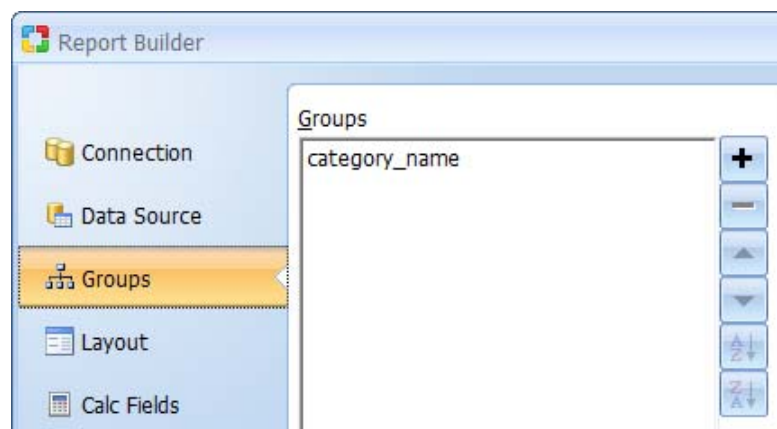 Report Builder
Groups
Connection
category_name
Data Source
Groups
Layout
Calc Fields